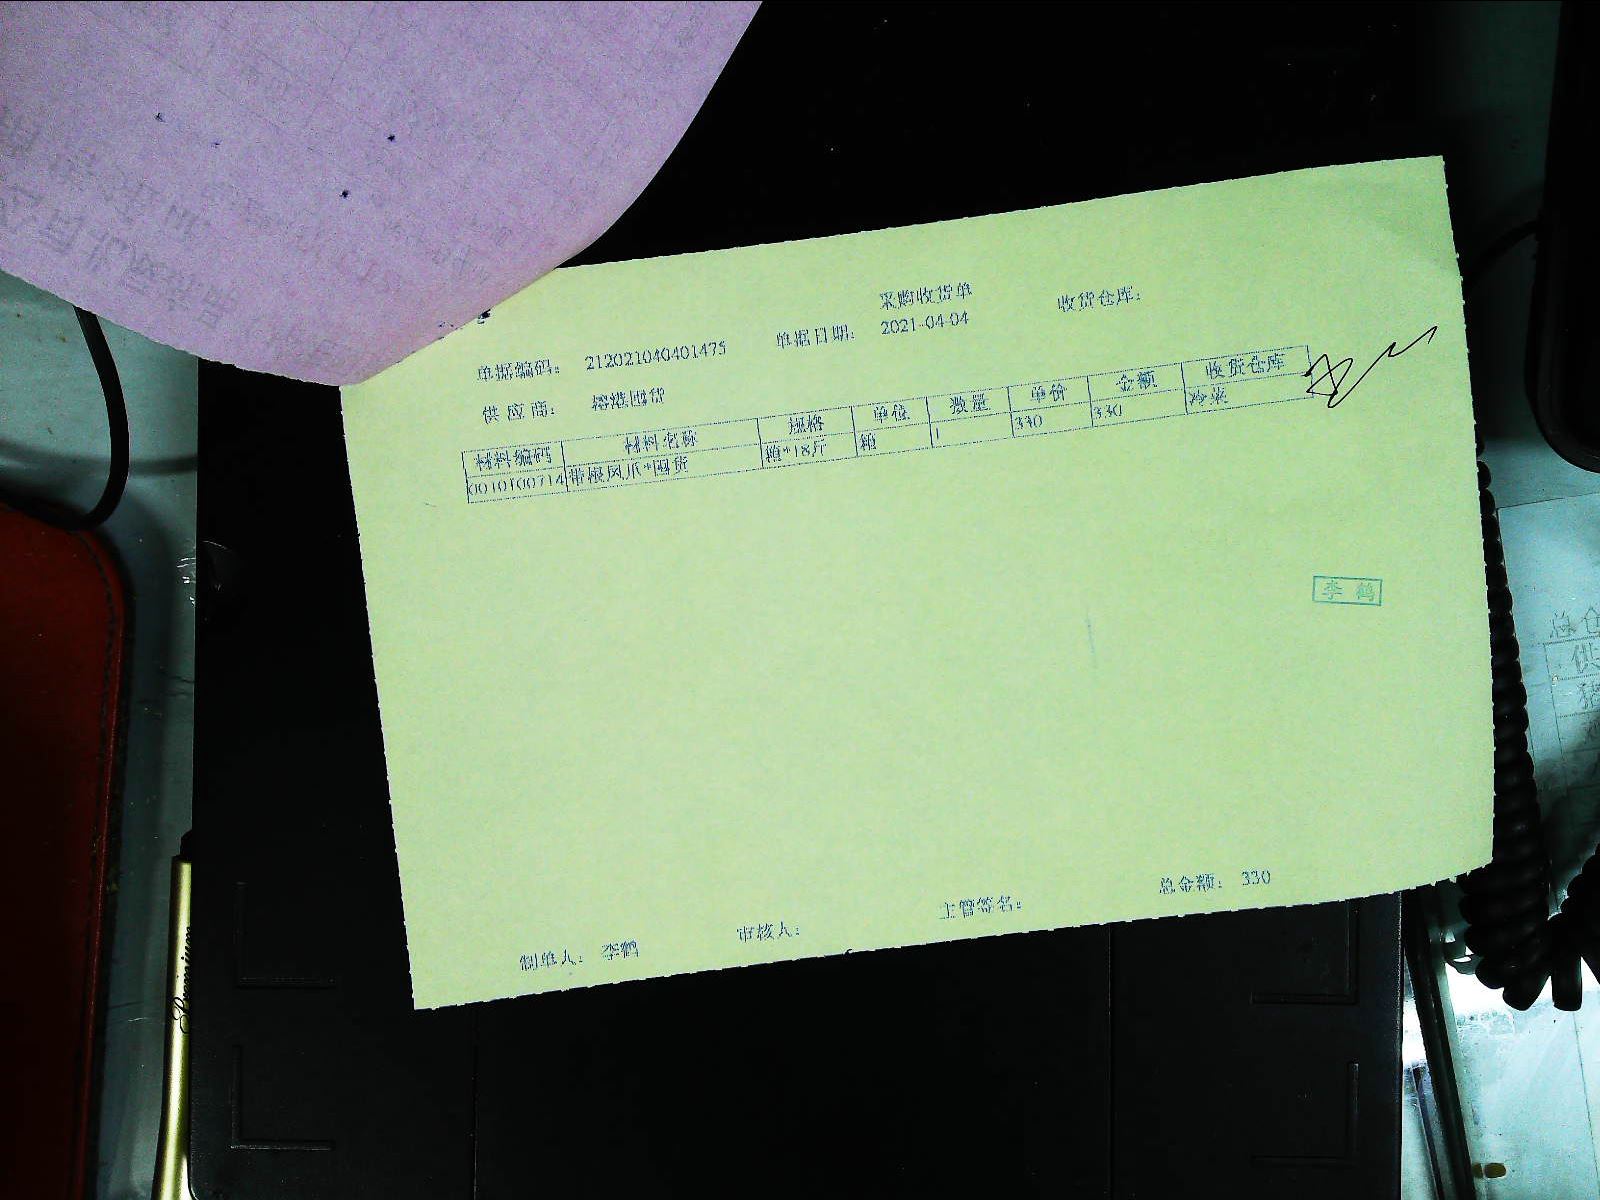 采购收货单
单据编码： 212021040401475 单据日期： 2021-04-04 收货仓库：
供应商：
材料编码 材料名称 规格 单位 数量 单价 金额 收货仓库
0010100714 带根凤爪*国货 箱*18斤 箱 1 330 330 冷菜
李鹤
总金额： 330
制单人： 李鹤 审核人： 主管签名：
Premium
总仓
供